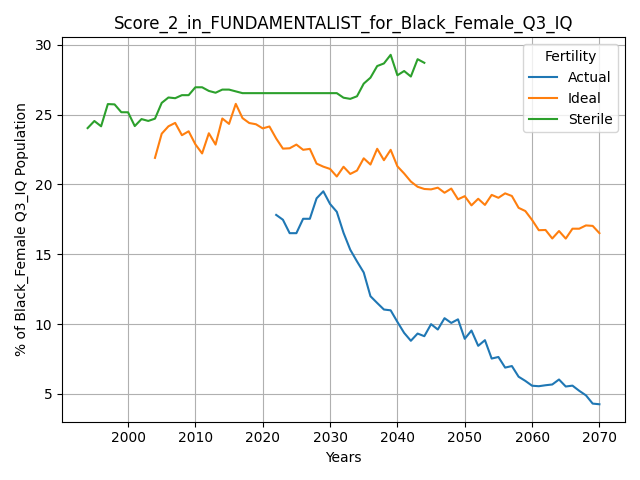 Score_2_in_FUNDAMENTALIST_for_Black_Female_Q3_IQ
% of Black_Female Q3_IQ Population
30
25
20
15
10
5
Fertility
Actual
Ideal
Sterile
2000 2010 2020 2030 2040 2050 2060 2070
Years